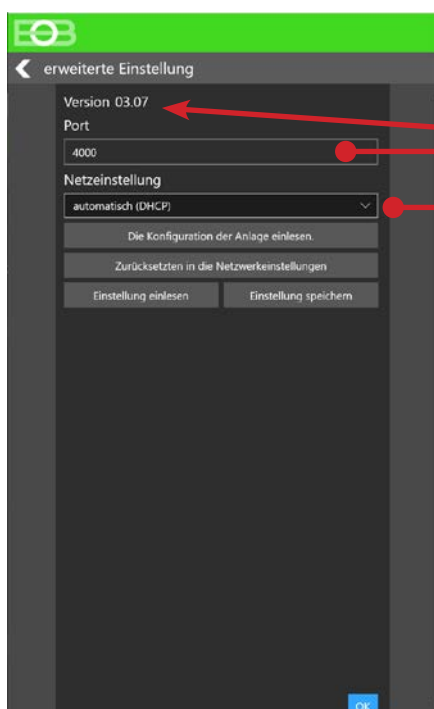 EOB
erweiterte Einstellung
Version 03.07
Port
4000
Netzeinstellung
automatisch (DHCP)
Die Konfiguration der Anlage einlesen.
Zurücksetzten in die Netzwerkeinstellungen
Einstellung einlesen Einstellung speichern
OK